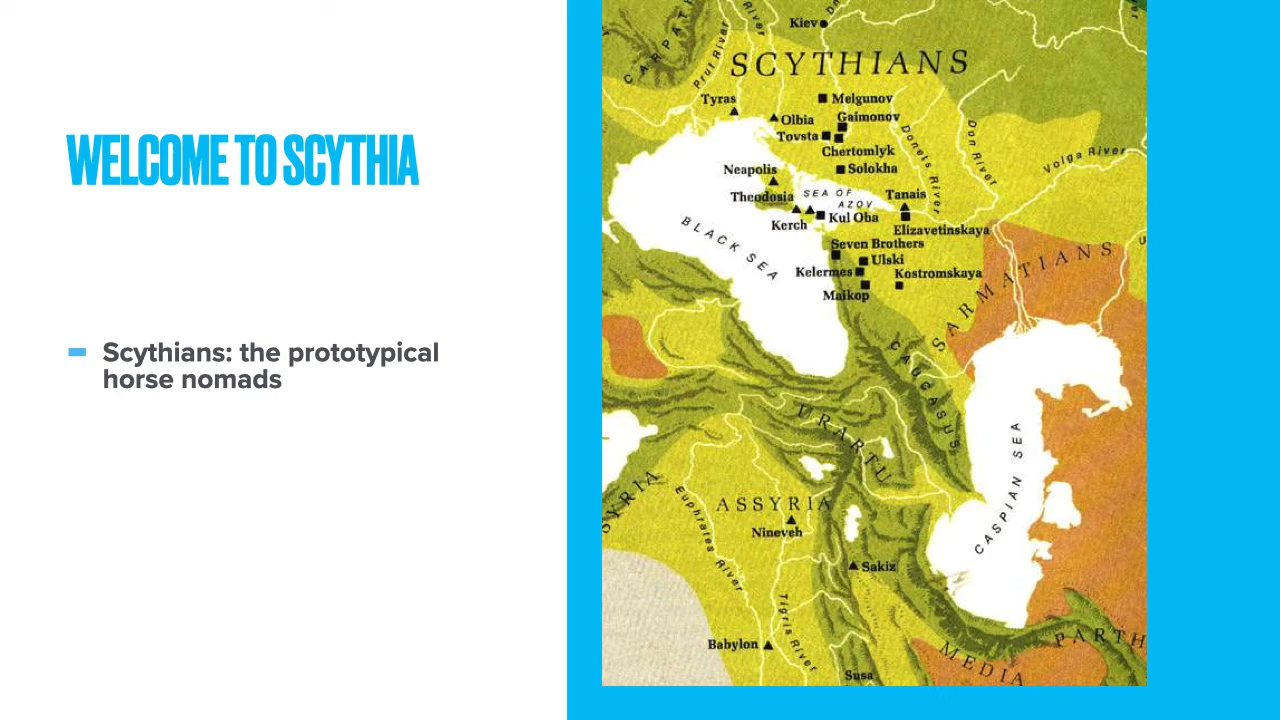 WELCOME TO SCYTHIA
Scythians: the prototypical
horse nomads
Kiev
CARPAT
Prut River
River
SCYTHIANS
Tyras
Melgunov
Olbia
Gaimonov
Tovsta
Chertomlyk
Donets River
Don River
Volga River
Neapolis
Solokha
Theodosia
SEA OF
AZOV
Tanais
Kerch
Kul Oba
Elizavetinskaya
BLACK SEA
Seven Brothers
Ulski
Kelermes
Kostromskaya
Maikop
SARMATIANS
CAUCASUS
URARTU
CASPIAN SEA
SYRIA
ASSYRIA
Euphrates River
Nineveh
Sakiz
Tigris River
Babylon
MEDIA
PARTH
Susa